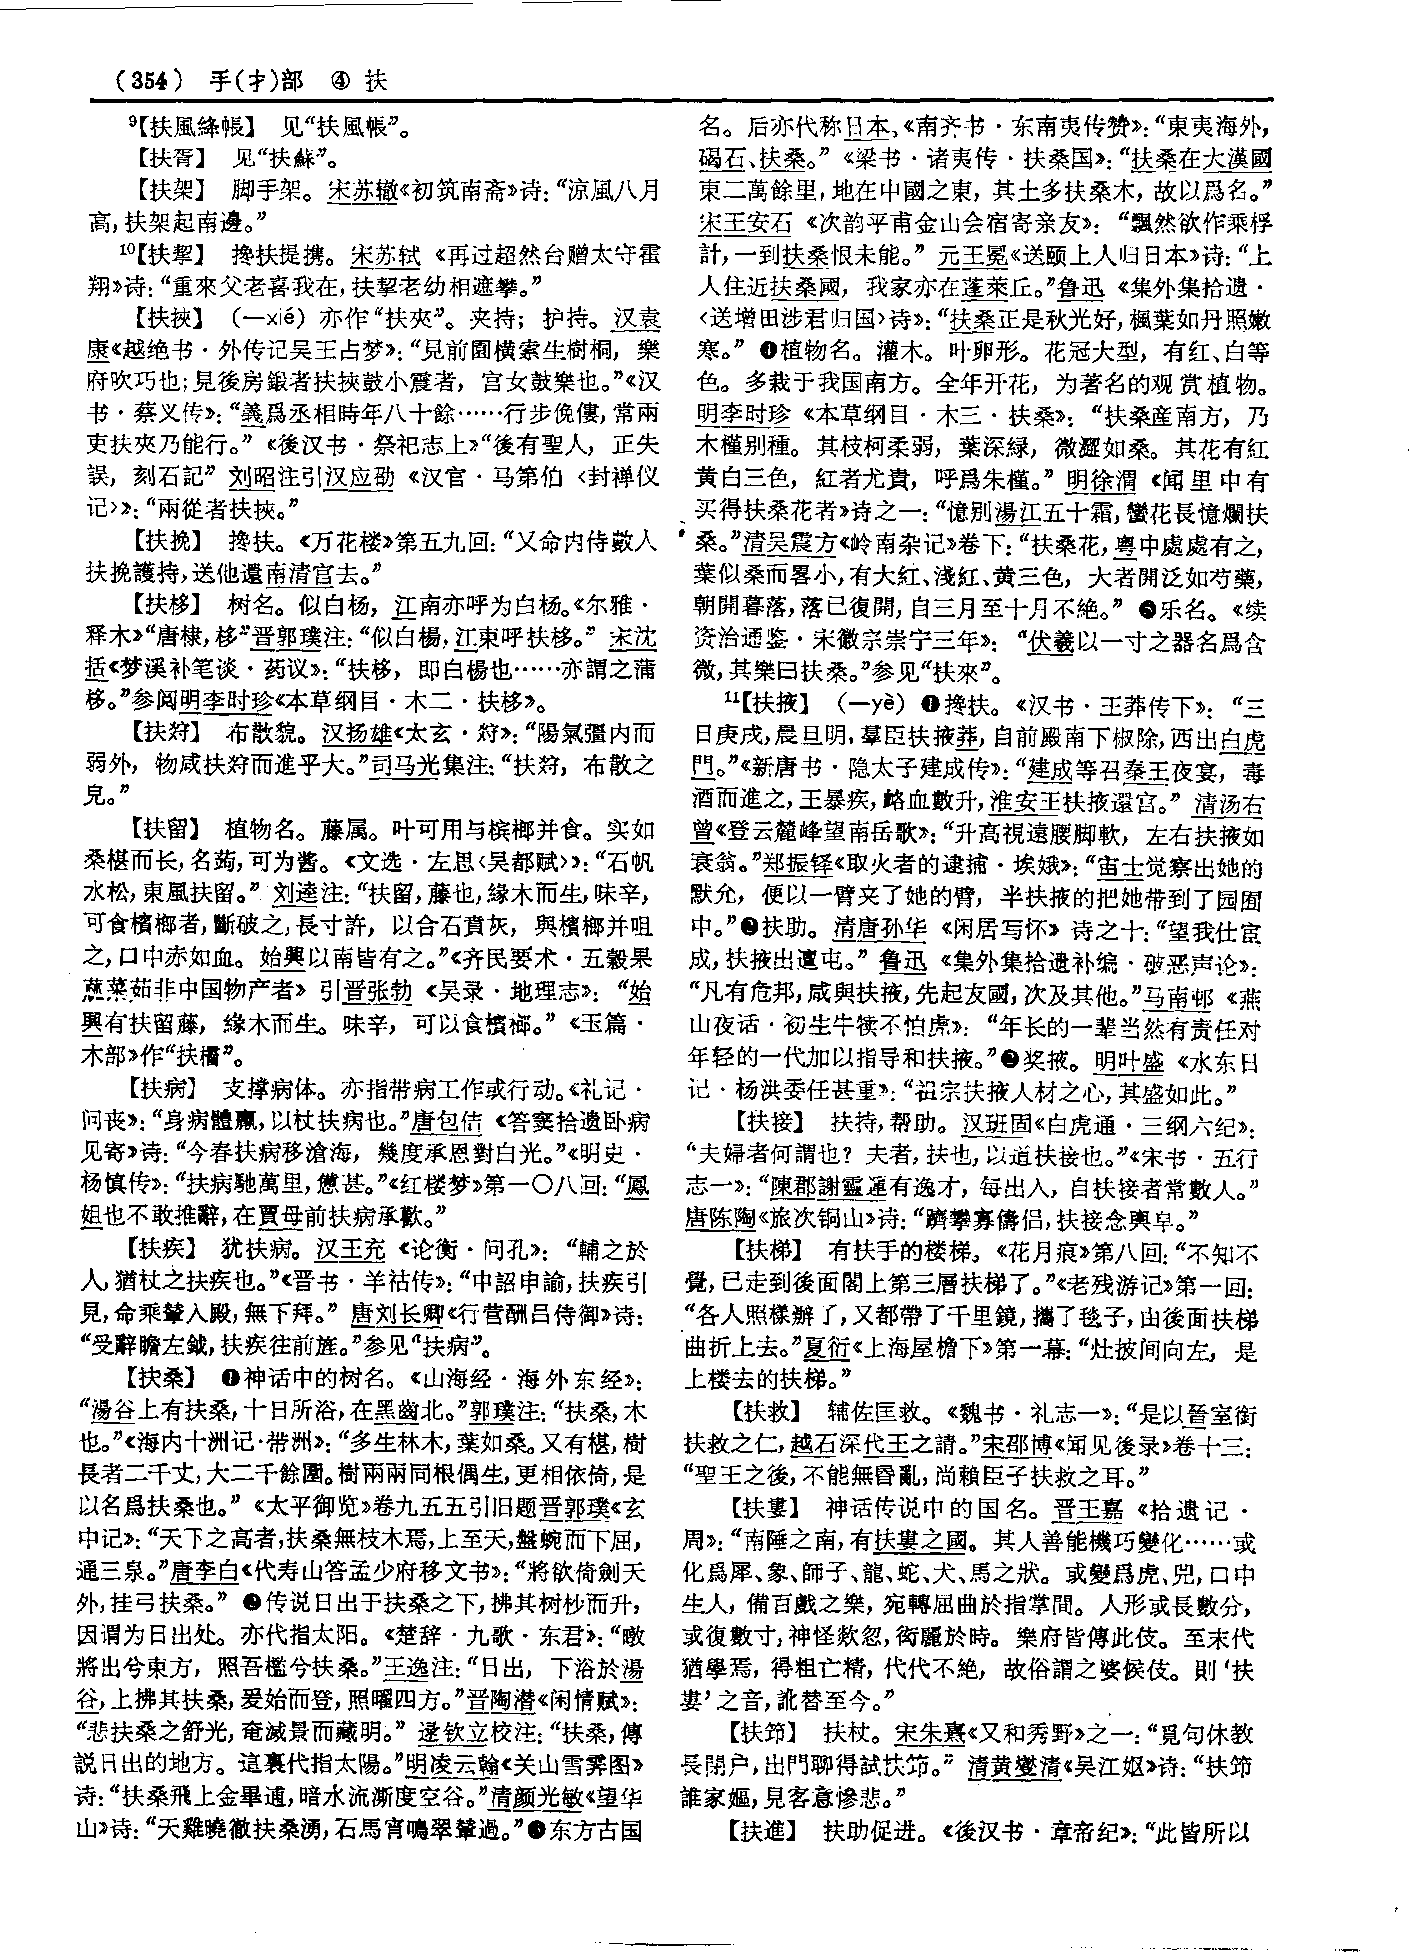 (354) 手(扌)部 ④ 扶
⁹【扶風絳帳】 见“扶風帳”。
【扶胥】 见“扶蘇”。
【扶架】 脚手架。宋苏辙《初筑南斋》诗：“涼風八月
高，扶架起南邊。”
¹⁰【扶挈】 搀扶提携。宋苏轼《再过超然台赠太守霍
翔》诗：“重來父老喜我在，扶挈老幼相遮攀。”
【扶挾】 （—xié）亦作“扶夾”。夹持；护持。汉袁
康《越绝书·外传记吴王占梦》：“見前園横索生樹桐，樂
府吹巧也；見後房鍛者扶挾鼓小震者，宫女鼓樂也。”《汉
书·蔡义传》：“義爲丞相時年八十餘……行步俛僂，常兩
吏扶夾乃能行。”《後汉书·祭祀志上》“後有聖人，正失
誤，刻石記”刘昭注引汉应劭《汉官·马第伯〈封禅仪
记〉》：“兩從者扶挾。”
【扶挽】 搀扶。《万花楼》第五九回：“又命内侍數人
扶挽護持，送他還南清宫去。”
【扶栘】 树名。似白杨，江南亦呼为白杨。《尔雅·
释木》“唐棣，栘”晋郭璞注：“似白楊，江東呼扶栘。”宋沈
括《梦溪补笔谈·药议》：“扶栘，即白楊也……亦謂之蒲
栘。”参阅明李时珍《本草纲目·木二·扶栘》。
【扶疛】 布散貌。汉扬雄《太玄·》：“陽氣彊内而
弱外，物咸扶而進乎大。”司马光集注：“扶，布散之
皃。”
【扶留】 植物名。藤属。叶可用与槟榔并食。实如
桑椹而长，名蒟，可为酱。《文选·左思〈吴都赋〉》：“石帆
水松，東風扶留。”刘逵注：“扶留，藤也，緣木而生，味辛，
可食檳榔者，斷破之，長寸許，以合石賁灰，與檳榔并咀
之，口中赤如血。始興以南皆有之。”《齐民要术·五穀果
蓏菜茹非中国物产者》引晋张勃《吴录·地理志》：“始
興有扶留藤，緣木而生。味辛，可以食檳榔。”《玉篇·
木部》作“扶橊”。
【扶病】 支撑病体。亦指带病工作或行动。《礼记·
问丧》：“身病體羸，以杖扶病也。”唐包佶《答窦拾遗卧病
见寄》诗：“今春扶病移滄海，幾度承恩對白光。”《明史·
杨慎传》：“扶病馳萬里，憊甚。”《红楼梦》第一〇八回：“鳳
姐也不敢推辭，在賈母前扶病承歡。”
【扶疾】 犹扶病。汉王充《论衡·问孔》：“輔之於
人，猶杖之扶疾也。”《晋书·羊祜传》：“中詔申諭，扶疾引
見，命乘輦入殿，無下拜。”唐刘长卿《行营酬吕侍御》诗：
“受辭瞻左鉞，扶疾往前旌。”参见“扶病”。
【扶桑】 ❶神话中的树名。《山海经·海外东经》：
“湯谷上有扶桑，十日所浴，在黑齒北。”郭璞注：“扶桑，木
也。”《海内十洲记·带洲》：“多生林木，葉如桑。又有椹，樹
長者二千丈，大二千餘圍。樹兩兩同根偶生，更相依倚，是
以名爲扶桑也。”《太平御览》卷九五五引旧题晋郭璞《玄
中记》：“天下之高者，扶桑無枝木焉，上至天，盤蜿而下屈，
通三泉。”唐李白《代寿山答孟少府移文书》：“將欲倚劍天
外，挂弓扶桑。”❷传说日出于扶桑之下，拂其树杪而升，
因谓为日出处。亦代指太阳。《楚辞·九歌·东君》：“暾
將出兮東方，照吾檻兮扶桑。”王逸注：“日出，下浴於湯
谷，上拂其扶桑，爰始而登，照曜四方。”晋陶潜《闲情赋》：
“悲扶桑之舒光，奄滅景而藏明。”逯钦立校注：“扶桑，傳
説日出的地方。這裏代指太陽。”明凌云翰《关山雪霁图》
诗：“扶桑飛上金畢逋，暗水流澌度空谷。”清颜光敏《望华
山》诗：“天雞曉徹扶桑湧，石馬宵鳴翠輦過。”❸东方古国
名。后亦代称日本，《南齐书·东南夷传赞》：“東夷海外，
碣石、扶桑。”《梁书·诸夷传·扶桑国》：“扶桑在大漢國
東二萬餘里，地在中國之東，其土多扶桑木，故以爲名。”
宋王安石《次韵平甫金山会宿寄亲友》：“飄然欲作乘桴
計，一到扶桑恨未能。”元王冕《送颐上人归日本》诗：“上
人住近扶桑國，我家亦在蓬萊丘。”鲁迅《集外集拾遗·
〈送增田涉君归国〉诗》：“扶桑正是秋光好，楓葉如丹照嫩
寒。”❹植物名。灌木。叶卵形。花冠大型，有红、白等
色。多栽于我国南方。全年开花，为著名的观赏植物。
明李时珍《本草纲目·木三·扶桑》：“扶桑産南方，乃
木槿别種。其枝柯柔弱，葉深緑，微澀如桑。其花有紅
黄白三色，紅者尤貴，呼爲朱槿。”明徐渭《闻里中有
买得扶桑花者》诗之一：“憶别湯江五十霜，蠻花長憶爛扶
桑。”清吴震方《岭南杂记》卷下：“扶桑花，粤中處處有之，
葉似桑而畧小，有大紅、淺紅、黄三色，大者開泛如芍藥，
朝開暮落，落已復開，自三月至十月不絶。”❺乐名。《续
资治通鉴·宋徽宗崇宁三年》：“伏羲以一寸之器名爲含
微，其樂曰扶桑。”参见“扶來”。
¹¹【扶掖】 （—yè）❶搀扶。《汉书·王莽传下》：“三
日庚戌，晨旦明，羣臣扶掖莽，自前殿南下椒除，西出白虎
門。”《新唐书·隐太子建成传》：“建成等召秦王夜宴，毒
酒而進之，王暴疾，衉血數升，淮安王扶掖還宫。”清汤右
曾《登云麓峰望南岳歌》：“升高視遠腰脚軟，左右扶掖如
衰翁。”郑振铎《取火者的逮捕·埃娥》：“宙士觉察出她的
默允，便以一臂夹了她的臂，半扶掖的把她带到了园囿
中。”❷扶助。清唐孙华《闲居写怀》诗之十：“望我仕宦
成，扶掖出邅屯。”鲁迅《集外集拾遗补编·破恶声论》：
“凡有危邦，咸與扶掖，先起友國，次及其他。”马南邨《燕
山夜话·初生牛犊不怕虎》：“年长的一辈当然有责任对
年轻的一代加以指导和扶掖。”❸奖掖。明叶盛《水东日
记·杨洪委任甚重》：“祖宗扶掖人材之心，其盛如此。”
【扶接】 扶持，帮助。汉班固《白虎通·三纲六纪》：
“夫婦者何謂也？夫者，扶也，以道扶接也。”《宋书·五行
志一》：“陳郡謝靈運有逸才，每出入，自扶接者常數人。”
唐陈陶《旅次铜山》诗：“躋攀寡儔侣，扶接念輿皁。”
【扶梯】 有扶手的楼梯，《花月痕》第八回：“不知不
覺，已走到後面閣上第三層扶梯了。”《老残游记》第一回：
“各人照樣辦了，又都帶了千里鏡，攜了毯子，由後面扶梯
曲折上去。”夏衍《上海屋檐下》第一幕：“灶披间向左，是
上楼去的扶梯。”
【扶救】 辅佐匡救。《魏书·礼志一》：“是以晉室銜
扶救之仁，越石深代王之請。”宋邵博《闻见後录》卷十三：
“聖王之後，不能無昏亂，尚賴臣子扶救之耳。”
【扶婁】 神话传说中的国名。晋王嘉《拾遗记·
周》：“南陲之南，有扶婁之國。其人善能機巧變化……或
化爲犀、象、師子、龍、蛇、犬、馬之狀。或變爲虎、兕，口中
生人，備百戲之樂，宛轉屈曲於指掌間。人形或長數分，
或復數寸，神怪欻忽，衒麗於時。樂府皆傳此伎。至末代
猶學焉，得粗亡精，代代不絶，故俗謂之婆候伎。則‘扶
婁’之音，訛替至今。”
【扶筇】 扶杖。宋朱熹《又和秀野》之一：“覓句休教
長閉户，出門聊得試扶筇。”清黄燮清《吴江妪》诗：“扶筇
誰家嫗，見客意慘悲。”
【扶進】 扶助促进。《後汉书·章帝纪》：“此皆所以